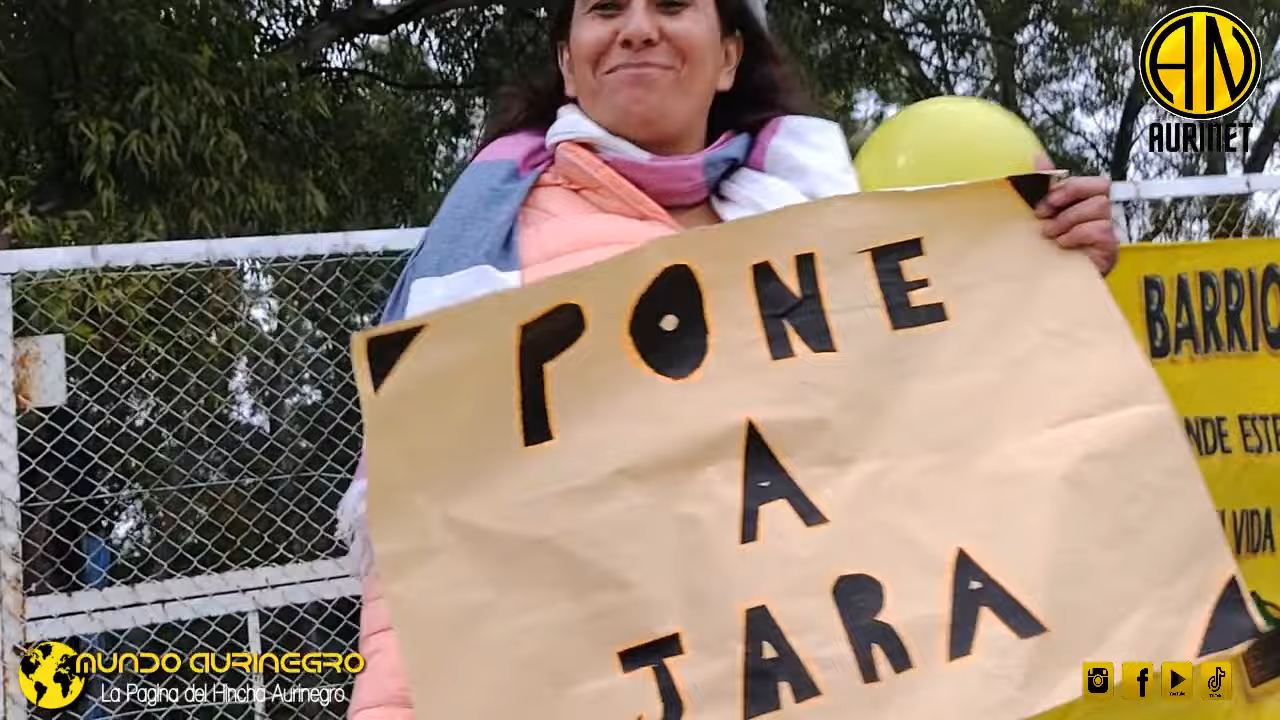 AN
AURINET
PONE
A
JARA
BARRIO
NDE ESTE
VIDA
MUNDO AURINEGRO
La Pagina del Hincha Aurinegro